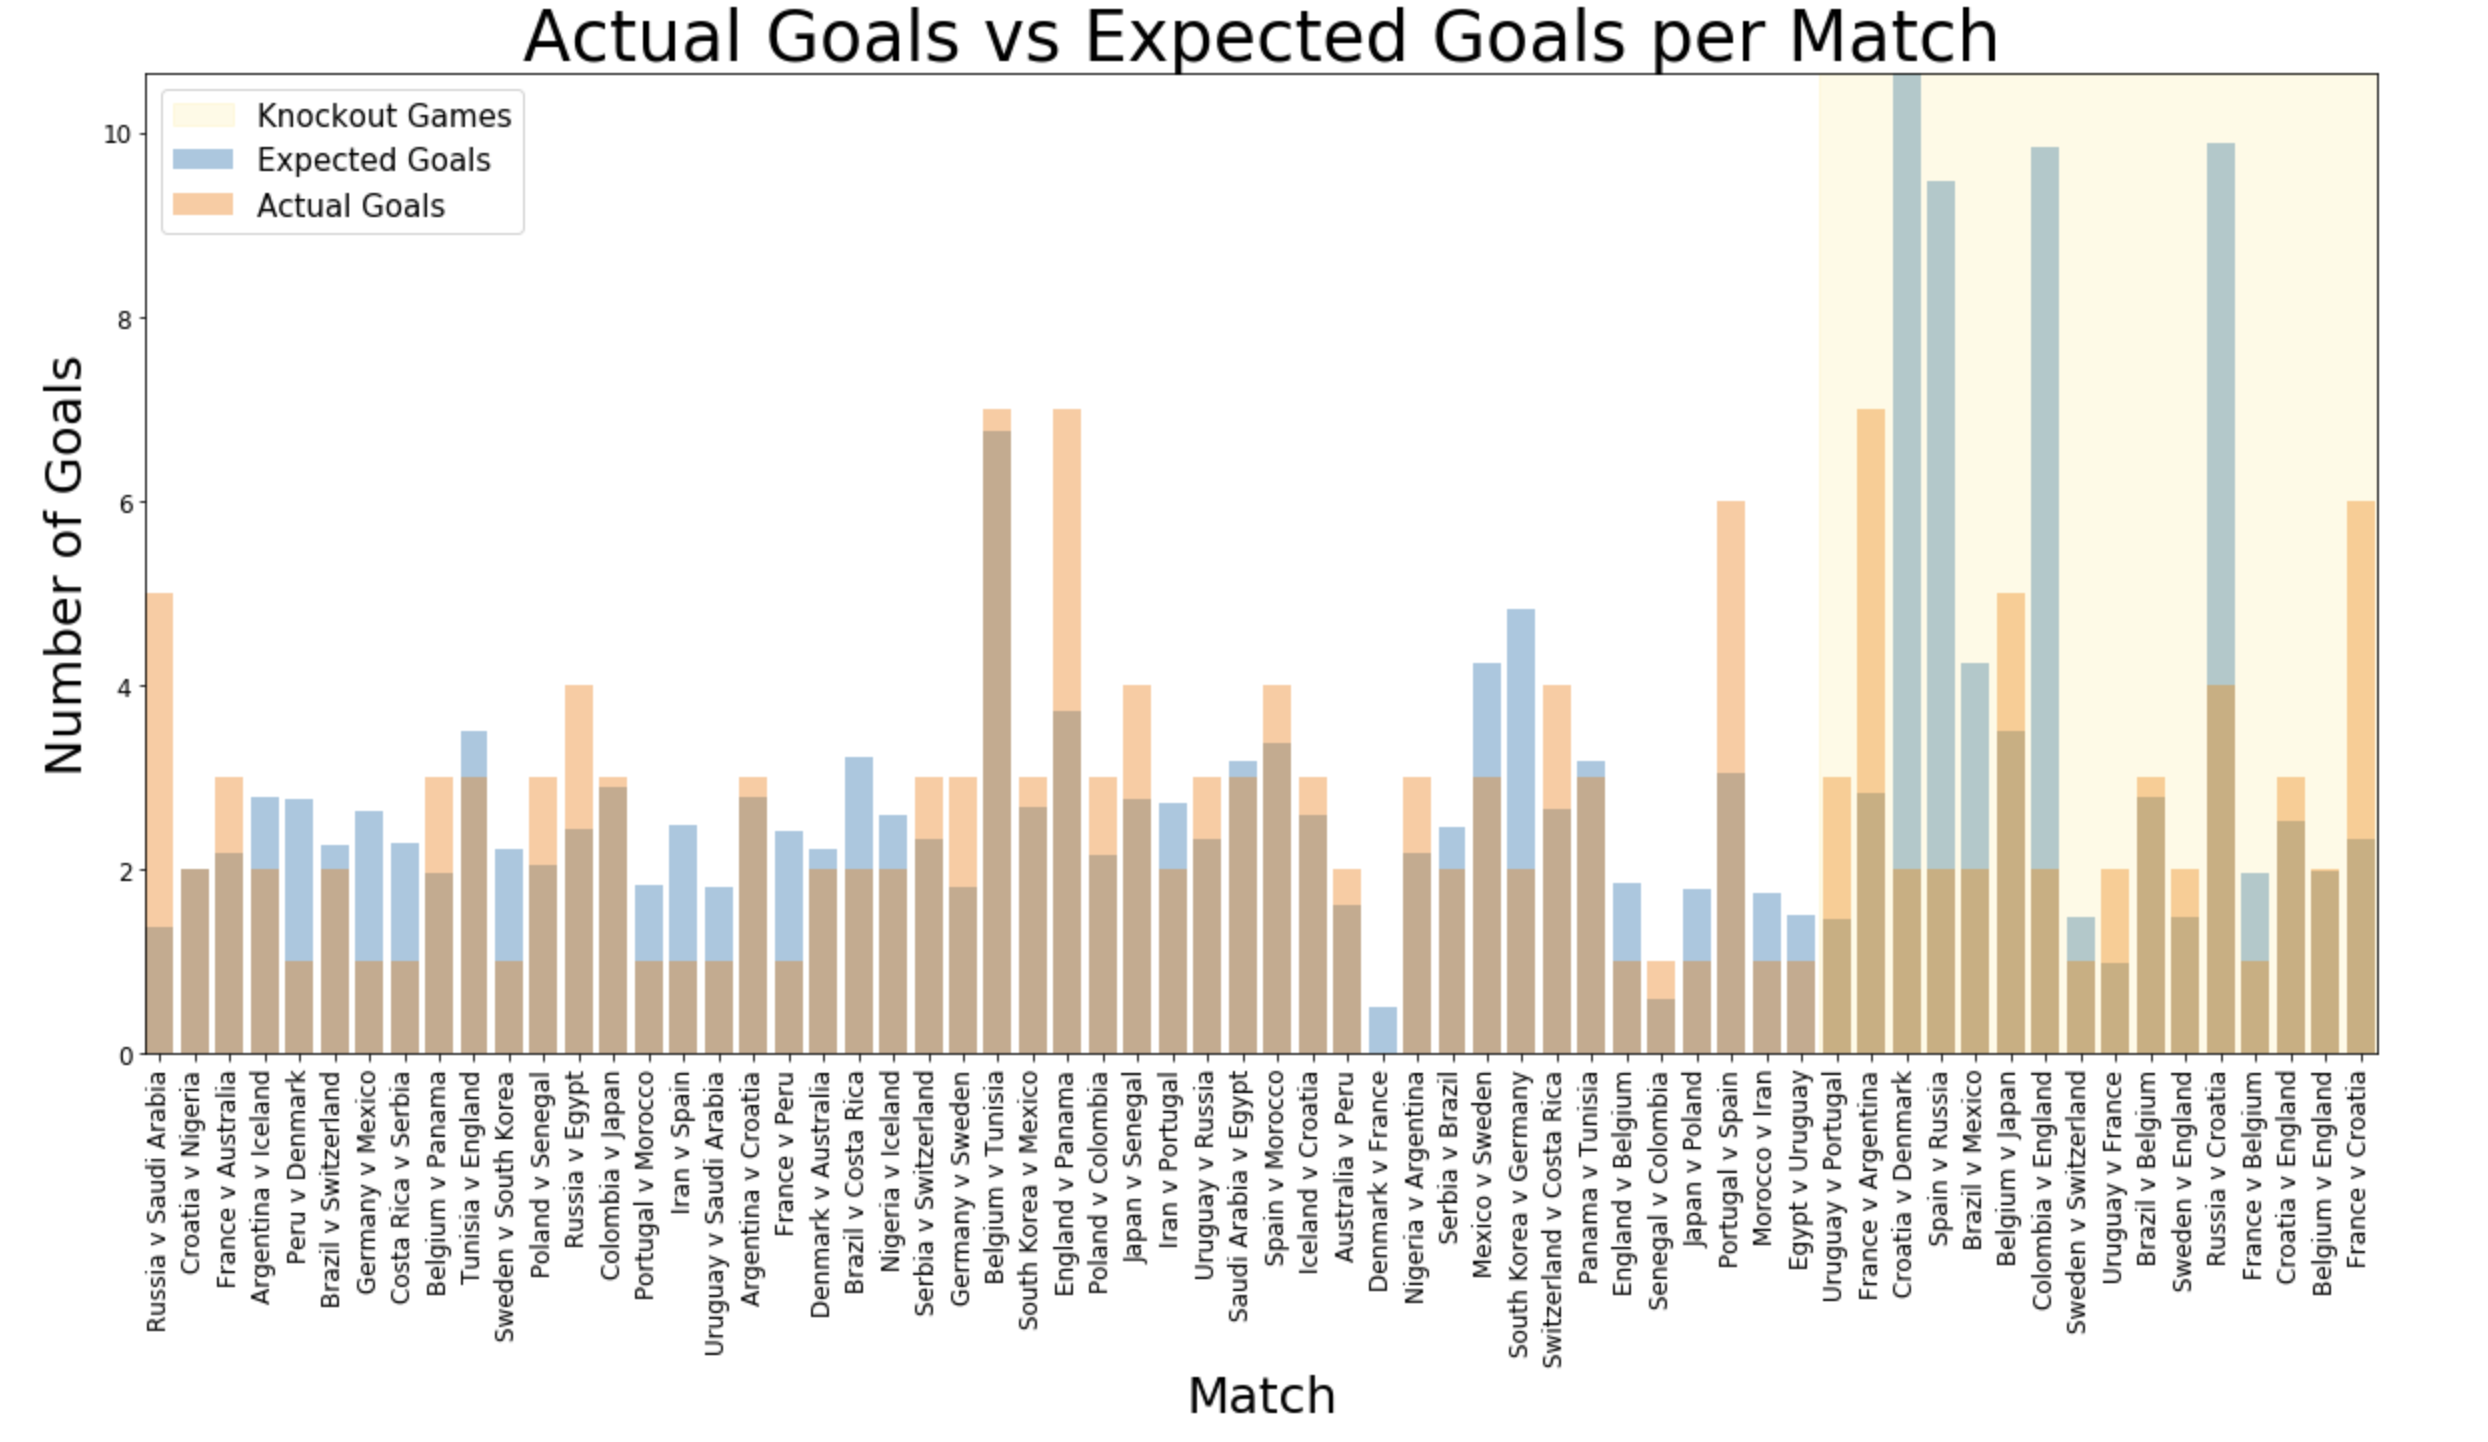 Actual Goals vs Expected Goals per Match
Knockout Games
Expected Goals
Actual Goals
Number of Goals
10
8
6
4
2
0
Russia v Saudi Arabia
Croatia v Nigeria
France v Australia
Argentina v Iceland
Peru v Denmark
Brazil v Switzerland
Germany v Mexico
Costa Rica v Serbia
Belgium v Panama
Tunisia v England
Sweden v South Korea
Poland v Senegal
Russia v Egypt
Colombia v Japan
Portugal v Morocco
Iran v Spain
Uruguay v Saudi Arabia
Argentina v Croatia
France v Peru
Denmark v Australia
Brazil v Costa Rica
Nigeria v Iceland
Serbia v Switzerland
Germany v Sweden
Belgium v Tunisia
South Korea v Mexico
England v Panama
Poland v Colombia
Japan v Senegal
Iran v Portugal
Uruguay v Russia
Saudi Arabia v Egypt
Spain v Morocco
Iceland v Croatia
Australia v Peru
Denmark v France
Nigeria v Argentina
Serbia v Brazil
Mexico v Sweden
South Korea v Germany
Switzerland v Costa Rica
Panama v Tunisia
England v Belgium
Senegal v Colombia
Japan v Poland
Portugal v Spain
Morocco v Iran
Egypt v Uruguay
Uruguay v Portugal
France v Argentina
Croatia v Denmark
Spain v Russia
Brazil v Mexico
Belgium v Japan
Colombia v England
Sweden v Switzerland
Uruguay v France
Brazil v Belgium
Sweden v England
Russia v Croatia
France v Belgium
Croatia v England
Belgium v England
France v Croatia
Match